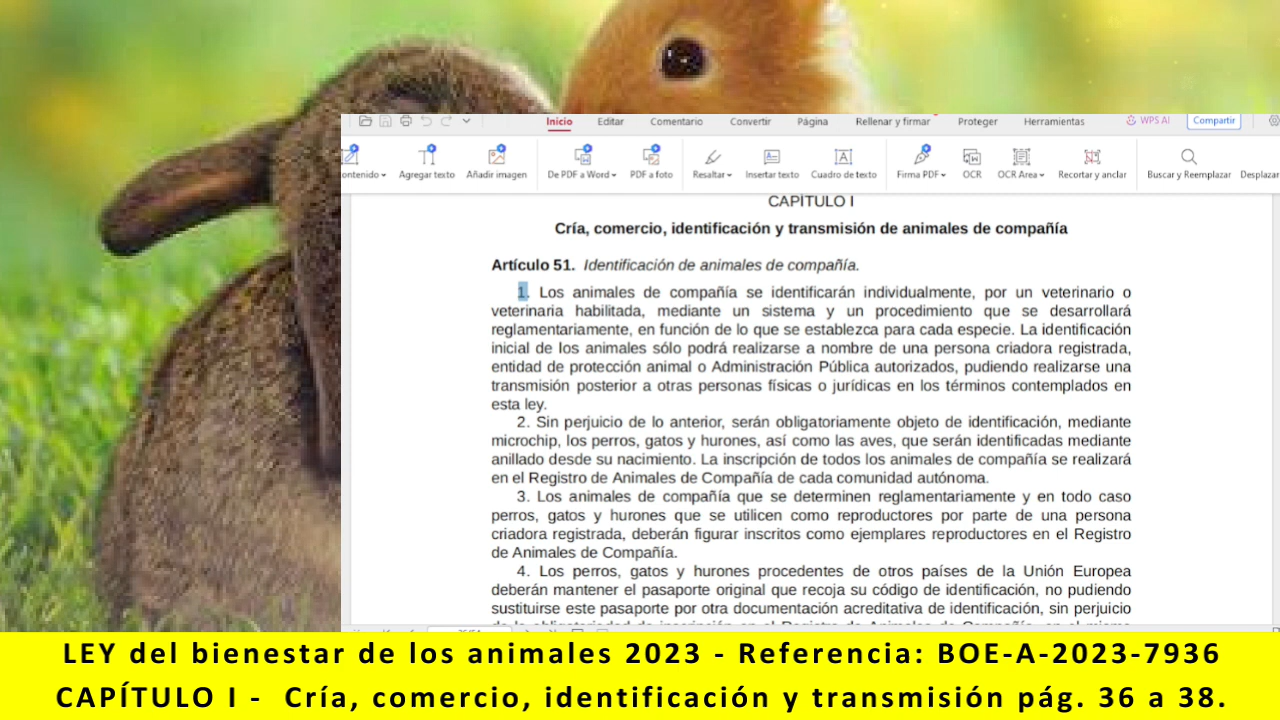 Inicio Editar Comentario Convertir Página Rellenar y firmar Proteger Herramientas WPS AI Compartir
ontenido Agregar texto Añadir imagen De PDF a Word PDF a foto Resaltar Insertar texto Cuadro de texto Firma PDF OCR OCR Area Recortar y anclar Buscar y Reemplazar Desplazar
CAPÍTULO I
Cría, comercio, identificación y transmisión de animales de compañía
Artículo 51. Identificación de animales de compañía.
1. Los animales de compañía se identificarán individualmente, por un veterinario o
veterinaria habilitada, mediante un sistema y un procedimiento que se desarrollará
reglamentariamente, en función de lo que se establezca para cada especie. La identificación
inicial de los animales sólo podrá realizarse a nombre de una persona criadora registrada,
entidad de protección animal o Administración Pública autorizados, pudiendo realizarse una
transmisión posterior a otras personas físicas o jurídicas en los términos contemplados en
esta ley.
2. Sin perjuicio de lo anterior, serán obligatoriamente objeto de identificación, mediante
microchip, los perros, gatos y hurones, así como las aves, que serán identificadas mediante
anillado desde su nacimiento. La inscripción de todos los animales de compañía se realizará
en el Registro de Animales de Compañía de cada comunidad autónoma.
3. Los animales de compañía que se determinen reglamentariamente y en todo caso
perros, gatos y hurones que se utilicen como reproductores por parte de una persona
criadora registrada, deberán figurar inscritos como ejemplares reproductores en el Registro
de Animales de Compañía.
4. Los perros, gatos y hurones procedentes de otros países de la Unión Europea
deberán mantener el pasaporte original que recoja su código de identificación, no pudiendo
sustituirse este pasaporte por otra documentación acreditativa de identificación, sin perjuicio
LEY del bienestar de los animales 2023 - Referencia: BOE-A-2023-7936
CAPÍTULO I - Cría, comercio, identificación y transmisión pág. 36 a 38.